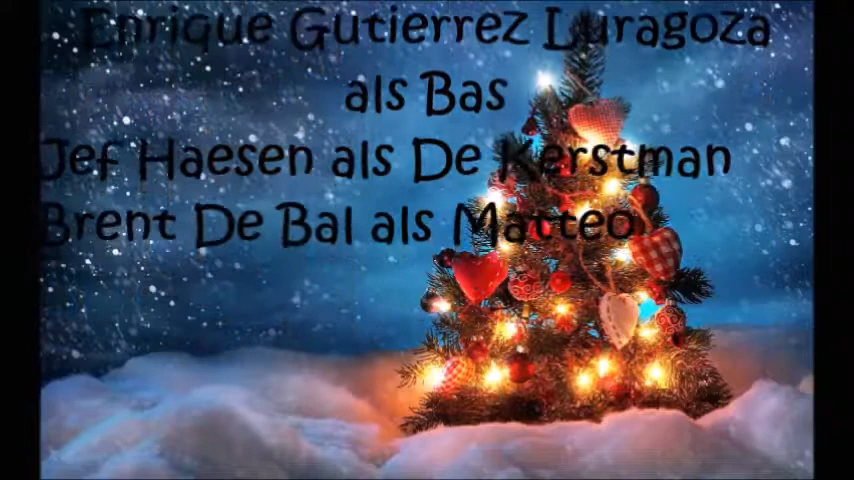 Enrique Gutierrez Luragoza
als Bas
Jef Haesen als De Kerstman
Brent De Bal als Matteo